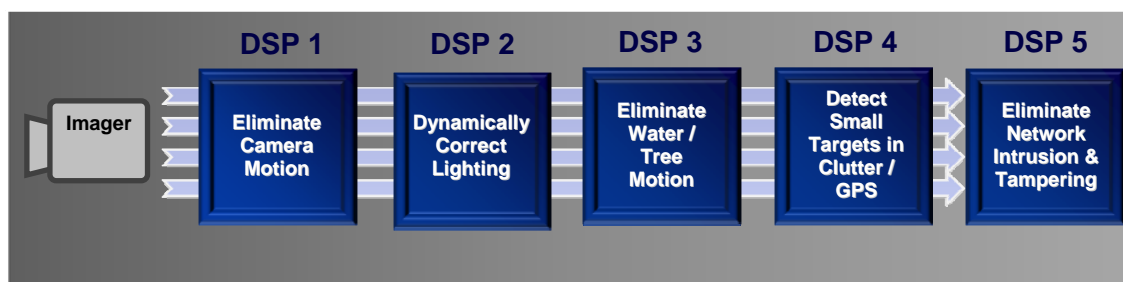 DSP 1
DSP 2
DSP 3
DSP 4
DSP 5
Imager
Eliminate
Camera
Motion
Dynamically
Correct
Lighting
Eliminate
Water /
Tree
Motion
Detect
Small
Targets in
Clutter /
GPS
Eliminate
Network
Intrusion &
Tampering